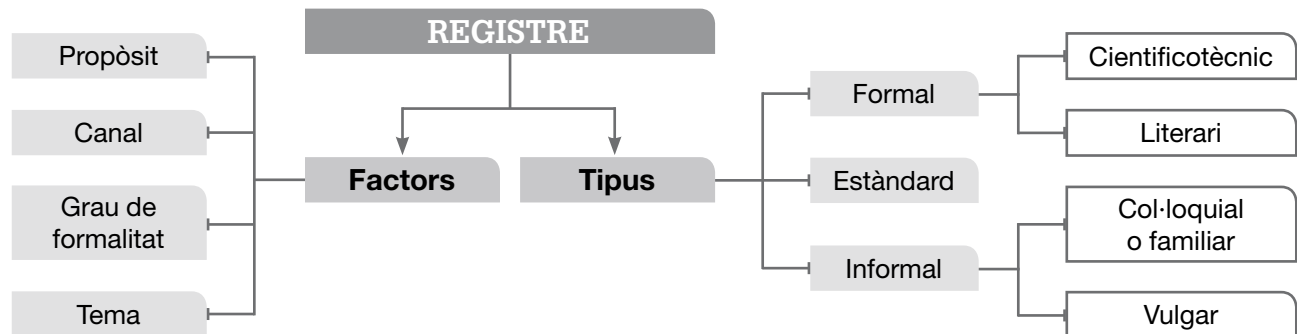 REGISTRE
Propòsit
Canal
Grau de
formalitat
Tema
Factors
Tipus
Formal
Estàndard
Informal
Cientificotècnic
Literari
Col·loquial
o familiar
Vulgar